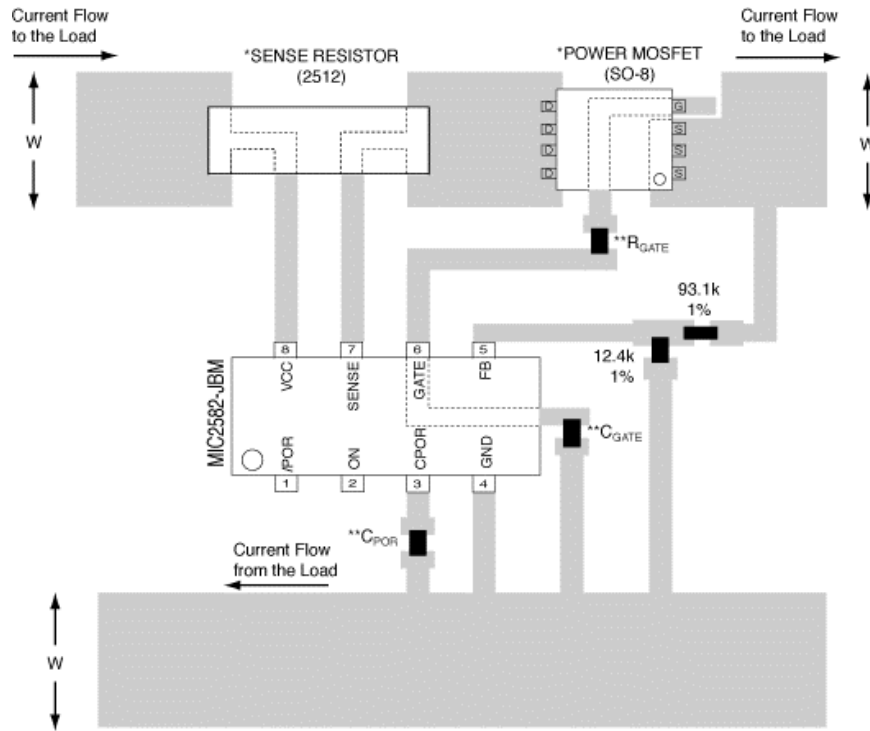 Current Flow
to the Load
*SENSE RESISTOR
(2512)
*POWER MOSFET
(SO-8)
Current Flow
to the Load
W
W
D
D
D
D
G
S
S
S
**RGATE
93.1k
1%
12.4k
1%
8
7
6
5
VCC
SENSE
GATE
FB
MIC2582-JBM
/POR
ON
CPOR
GND
1
2
3
4
**CGATE
**CPOR
Current Flow
from the Load
W